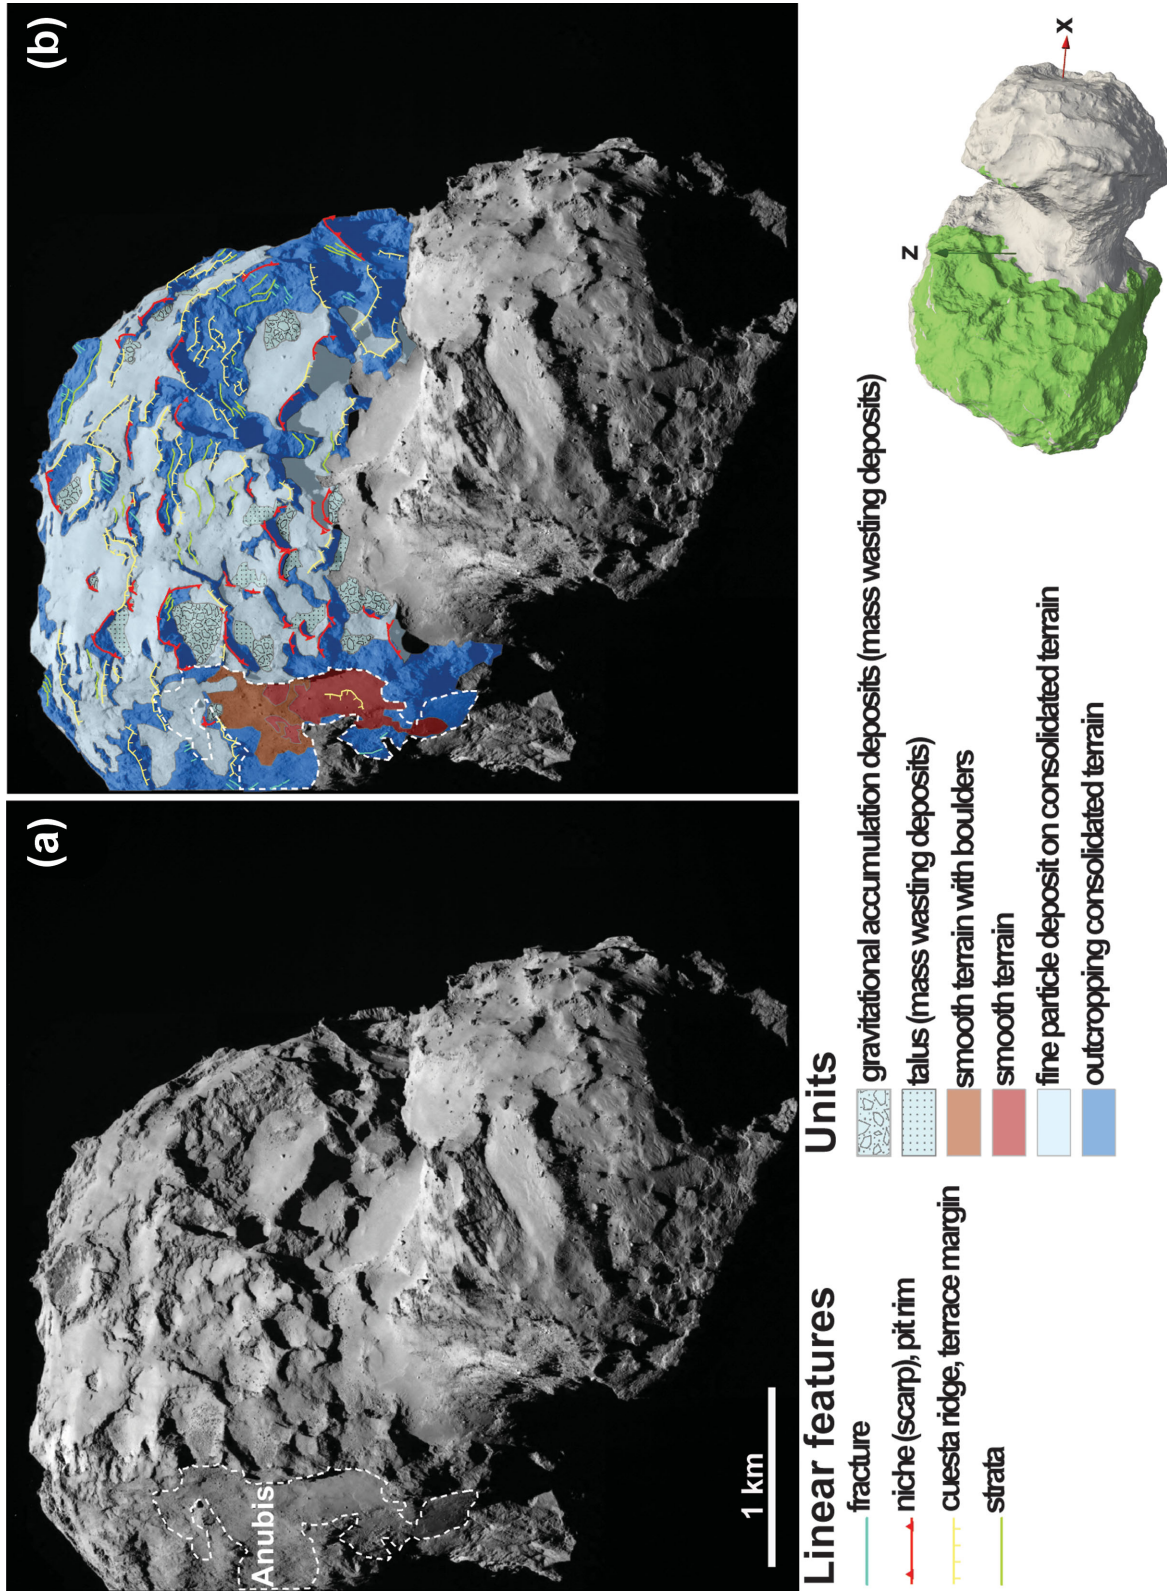 (a)
(b)
Anubis
1 km
Linear features
fracture
niche (scarp), pit rim
cuesta ridge, terrace margin
strata
Units
gravitational accumulation deposits (mass wasting deposits)
talus (mass wasting deposits)
smooth terrain with boulders
smooth terrain
fine particle deposit on consolidated terrain
outcropping consolidated terrain
z
x